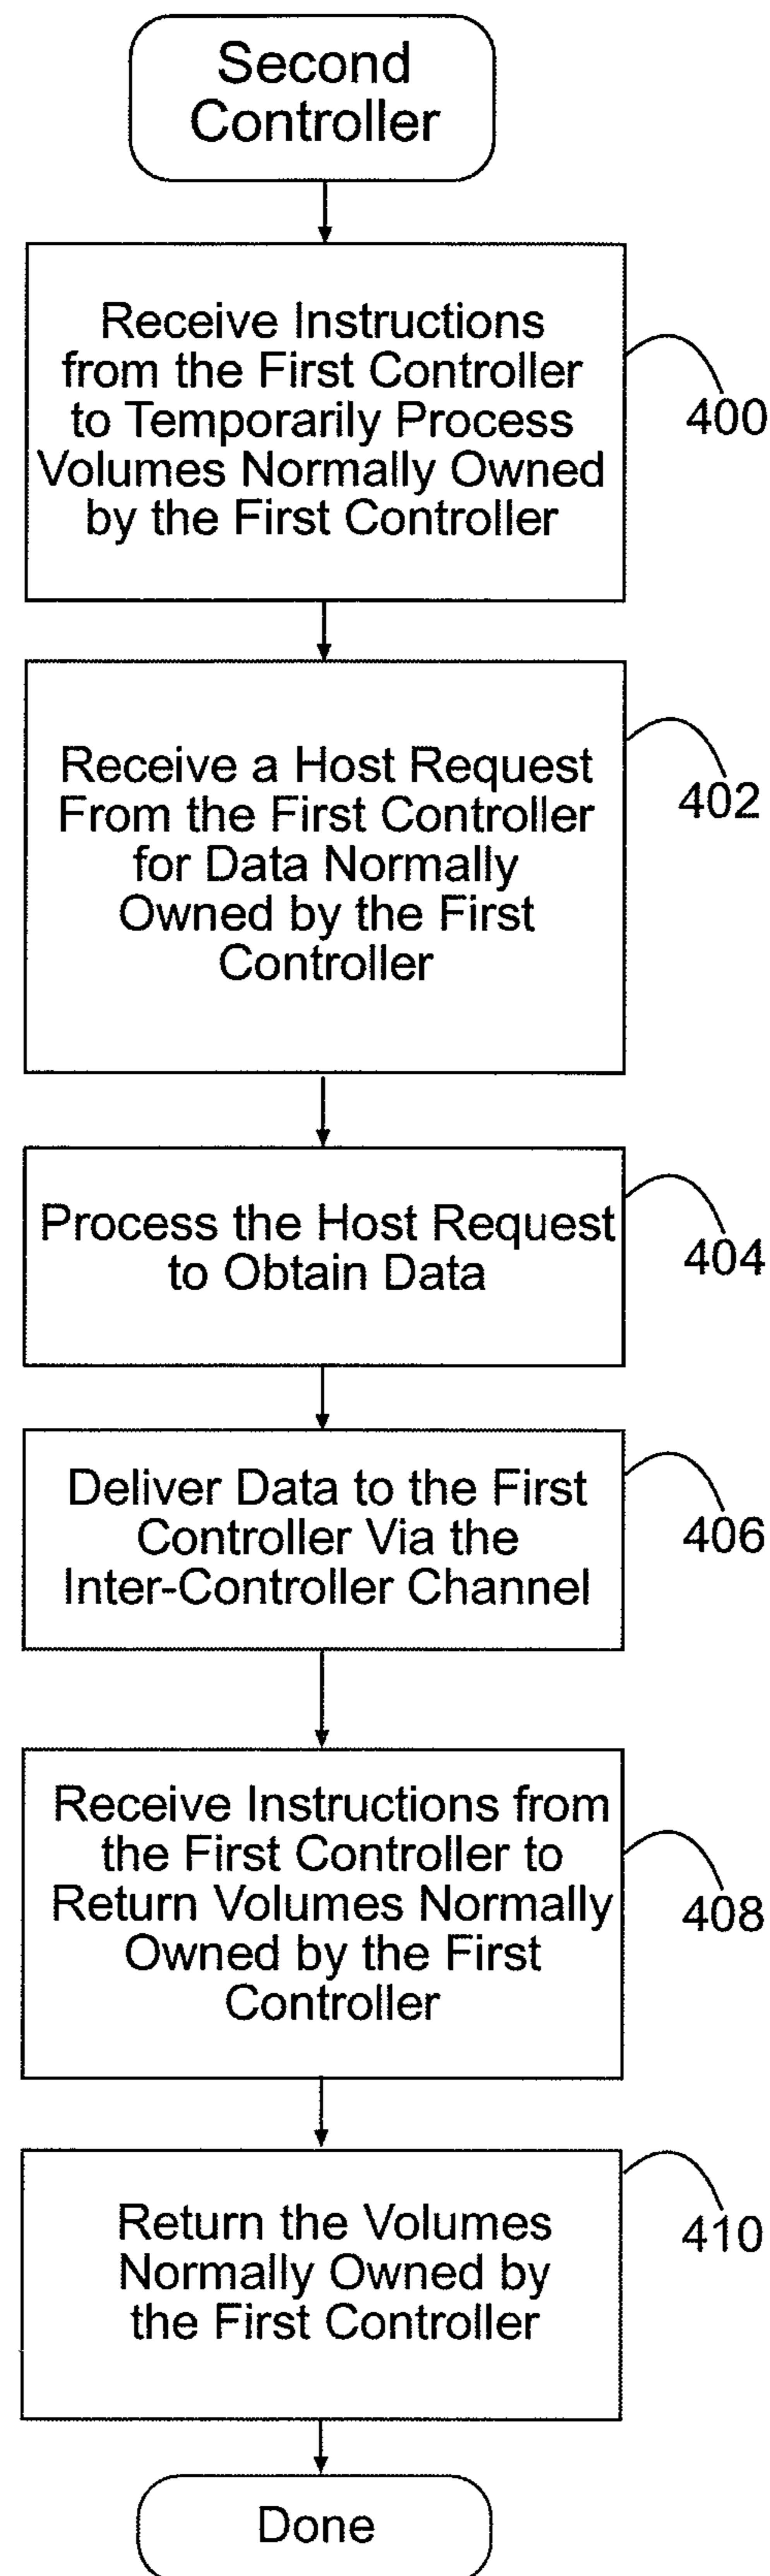 Second
Controller
Receive Instructions
from the First Controller
to Temporarily Process
Volumes Normally Owned
by the First Controller
400
Receive a Host Request
From the First Controller
for Data Normally
Owned by the First
Controller
402
Process the Host Request
to Obtain Data
404
Deliver Data to the First
Controller Via the
Inter-Controller Channel
406
Receive Instructions from
the First Controller to
Return Volumes Normally
Owned by the First
Controller
408
Return the Volumes
Normally Owned by
the First Controller
410
Done